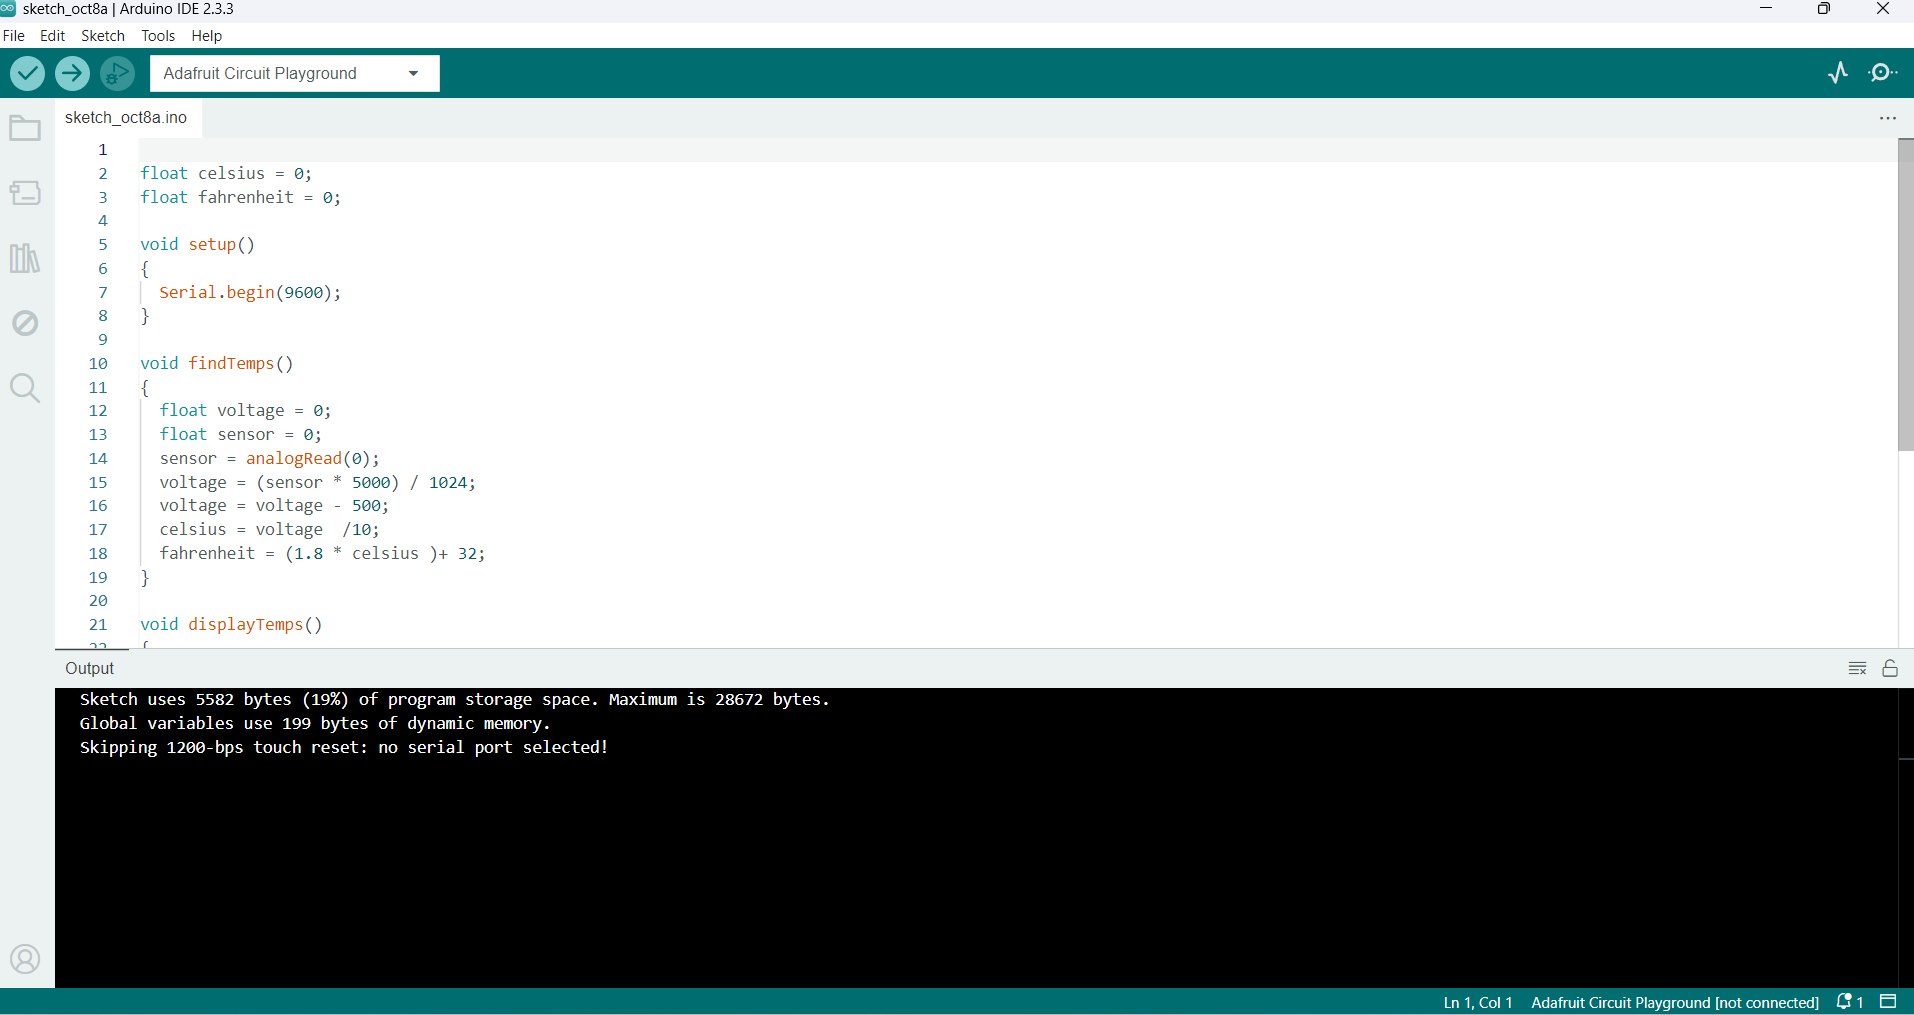 sketch_oct8a | Arduino IDE 2.3.3
File Edit Sketch Tools Help
Adafruit Circuit Playground
sketch_oct8a.ino
1
2 float celsius = 0;
3 float fahrenheit = 0;
4
5 void setup()
6 {
7 Serial.begin(9600);
8 }
9
10 void findTemps()
11 {
12 float voltage = 0;
13 float sensor = 0;
14 sensor = analogRead(0);
15 voltage = (sensor * 5000) / 1024;
16 voltage = voltage - 500;
17 celsius = voltage  /10;
18 fahrenheit = (1.8 * celsius )+ 32;
19 }
20
21 void displayTemps()
22 {
Output
Sketch uses 5582 bytes (19%) of program storage space. Maximum is 28672 bytes.
Global variables use 199 bytes of dynamic memory.
Skipping 1200-bps touch reset: no serial port selected!
Ln 1, Col 1 Adafruit Circuit Playground [not connected] 1